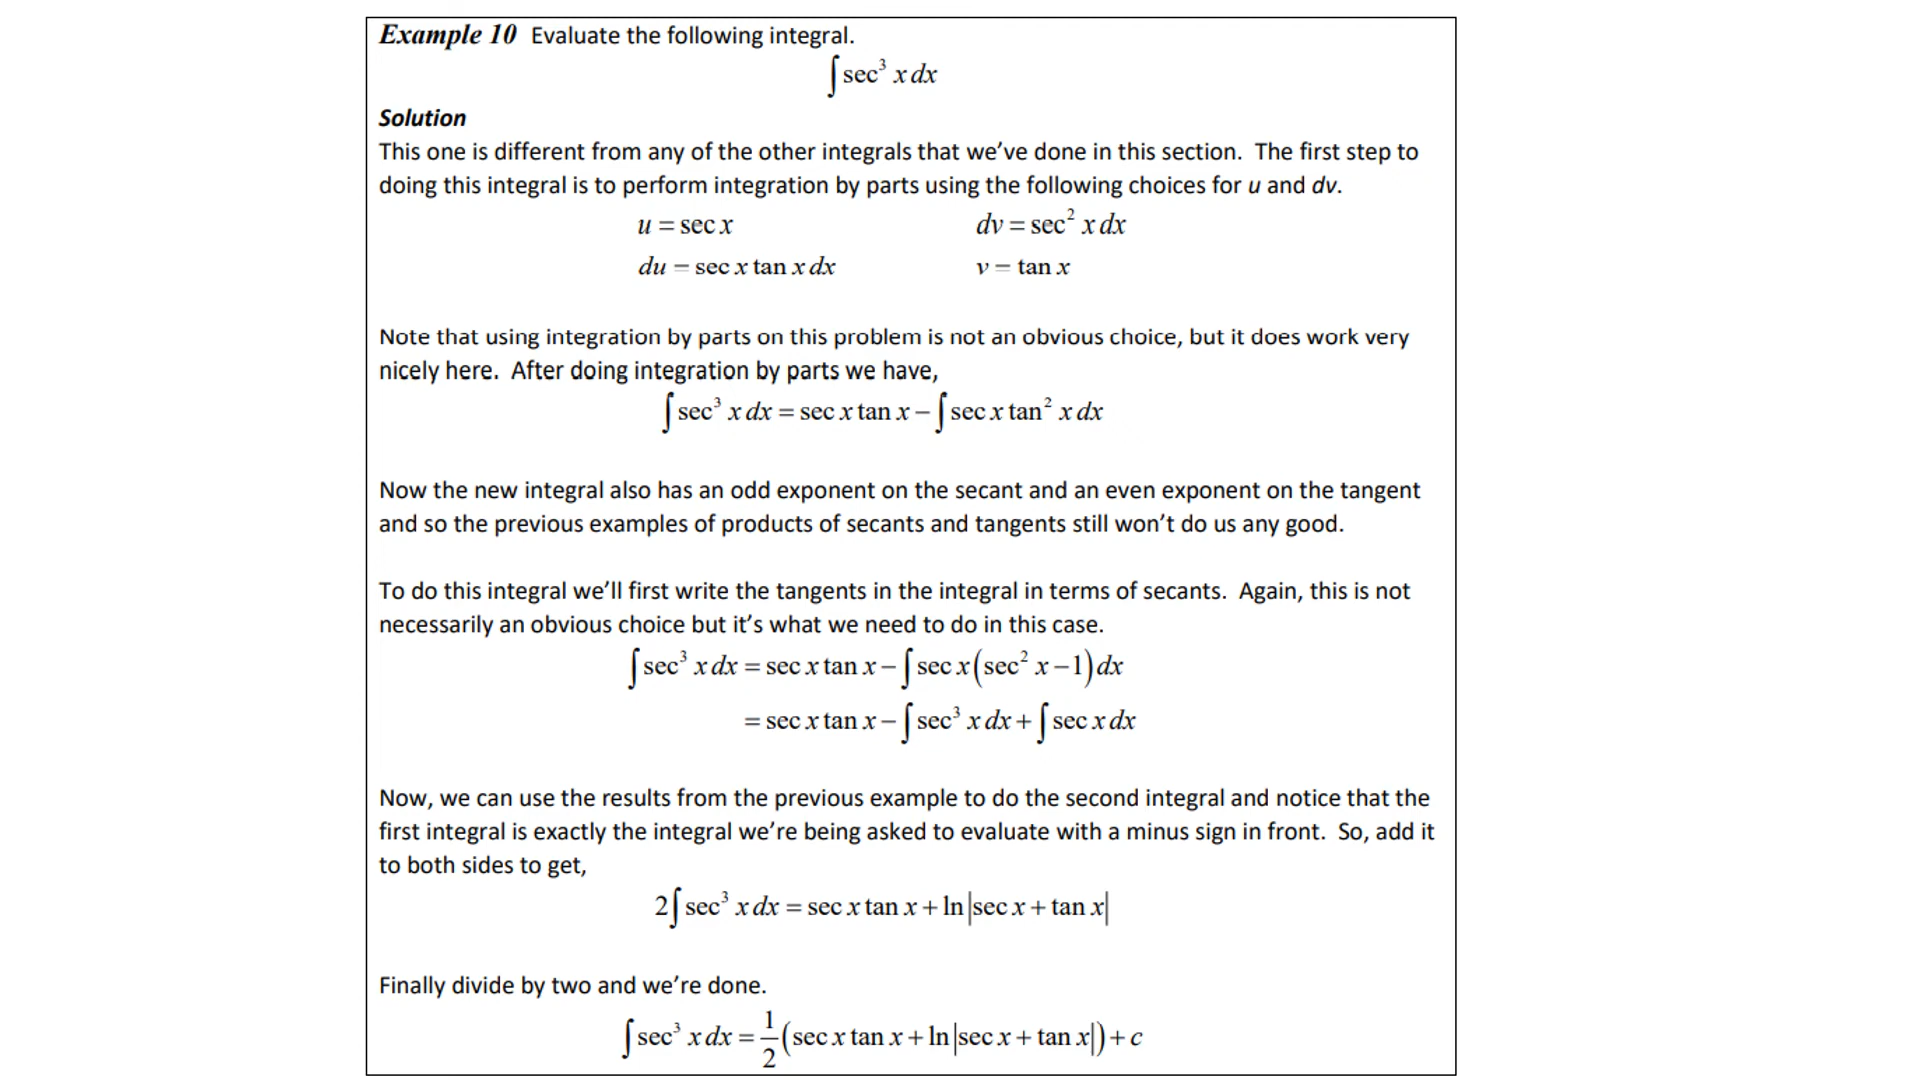 Example 10 Evaluate the following integral.
∫ sec³ x dx
Solution
This one is different from any of the other integrals that we’ve done in this section. The first step to
doing this integral is to perform integration by parts using the following choices for u and dv.
u = sec x dv = sec² x dx
du = sec x tan x dx v = tan x
Note that using integration by parts on this problem is not an obvious choice, but it does work very
nicely here. After doing integration by parts we have,
∫ sec³ x dx = sec x tan x − ∫ sec x tan² x dx
Now the new integral also has an odd exponent on the secant and an even exponent on the tangent
and so the previous examples of products of secants and tangents still won’t do us any good.
To do this integral we’ll first write the tangents in the integral in terms of secants. Again, this is not
necessarily an obvious choice but it’s what we need to do in this case.
∫ sec³ x dx = sec x tan x − ∫ sec x (sec² x − 1) dx
= sec x tan x − ∫ sec³ x dx + ∫ sec x dx
Now, we can use the results from the previous example to do the second integral and notice that the
first integral is exactly the integral we’re being asked to evaluate with a minus sign in front. So, add it
to both sides to get,
2 ∫ sec³ x dx = sec x tan x + ln |sec x + tan x|
Finally divide by two and we’re done.
∫ sec³ x dx = 1/2 (sec x tan x + ln |sec x + tan x|) + c